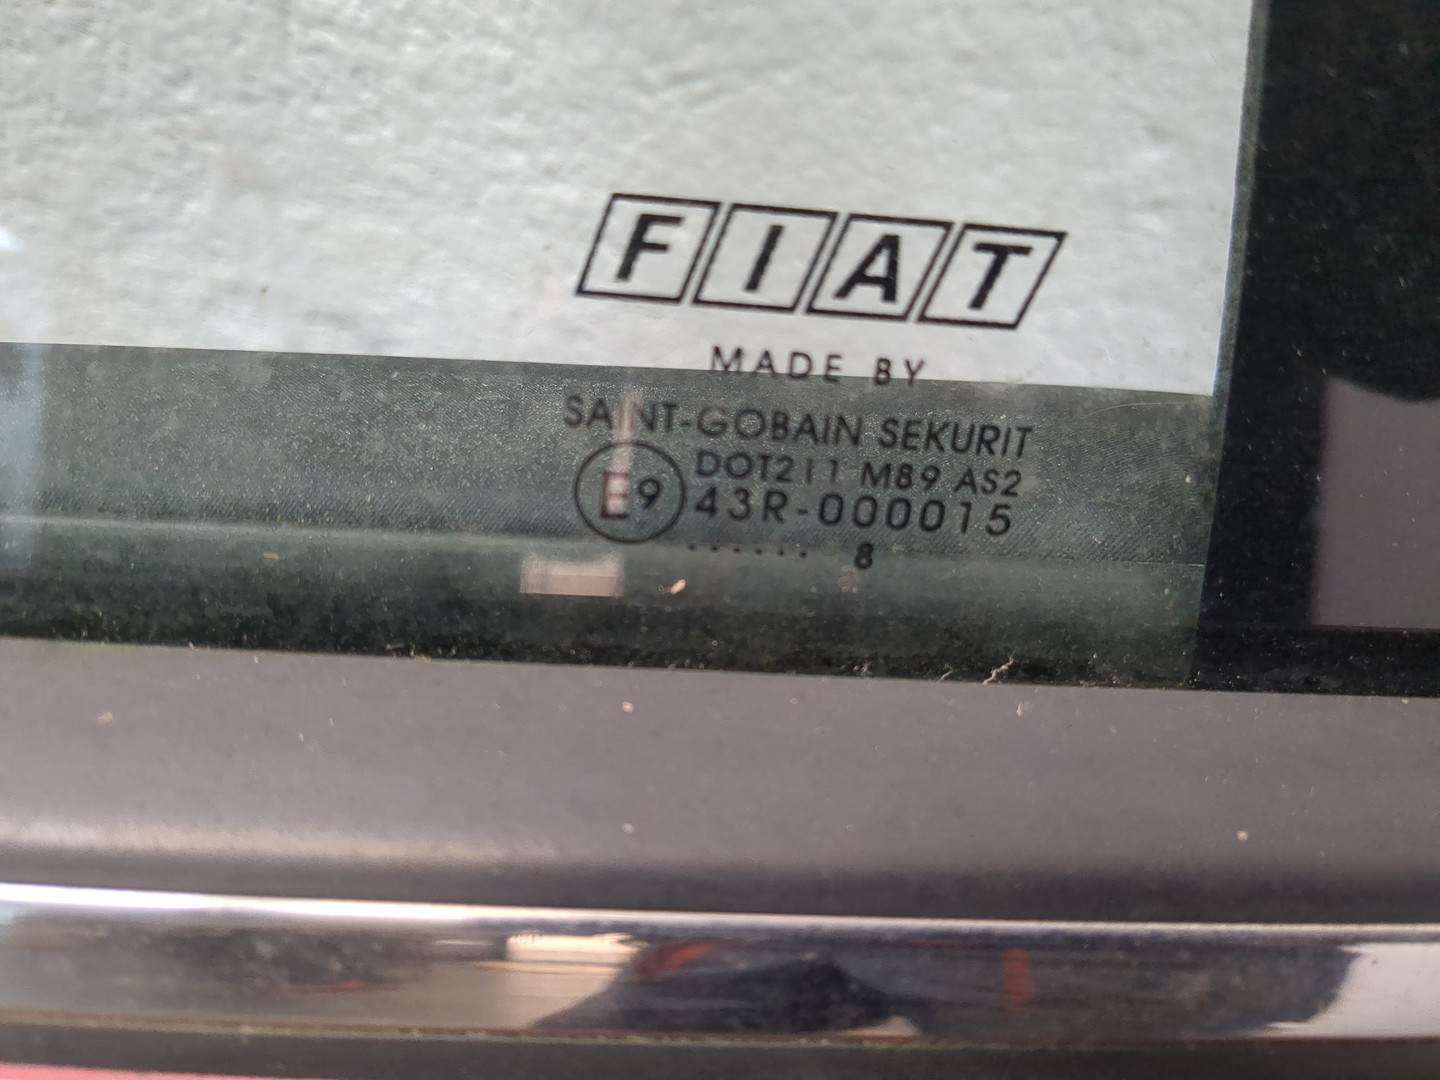 FIAT
MADE BY
SAINT-GOBAIN SEKURIT
DOT211 M89 AS2
E9 43R-000015
······ 8